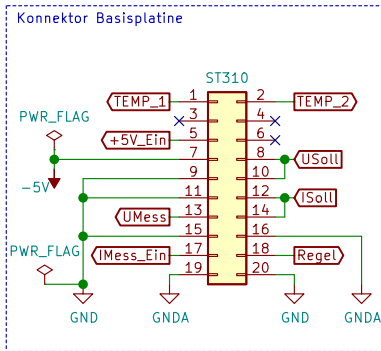 Konnektor Basisplatine
ST310
TEMP_1 1 2 TEMP_2
PWR_FLAG 3 4
+5V_Ein 5 6
7 8 USoll
-5V 9 10
11 12 ISoll
UMess 13 14
15 16
PWR_FLAG IMess_Ein 17 18 Regel
19 20
GND GNDA GND GNDA